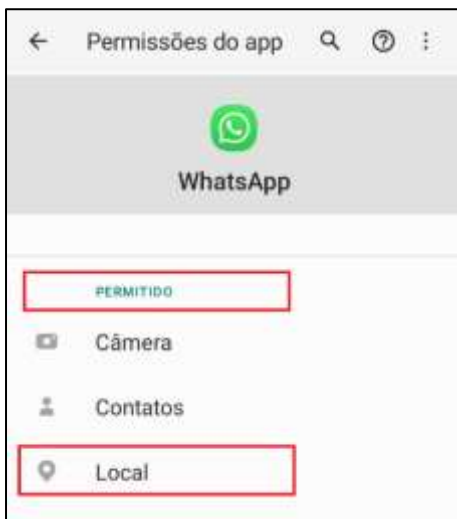 Permissões do app
WhatsApp
PERMITIDO
Câmera
Contatos
Local